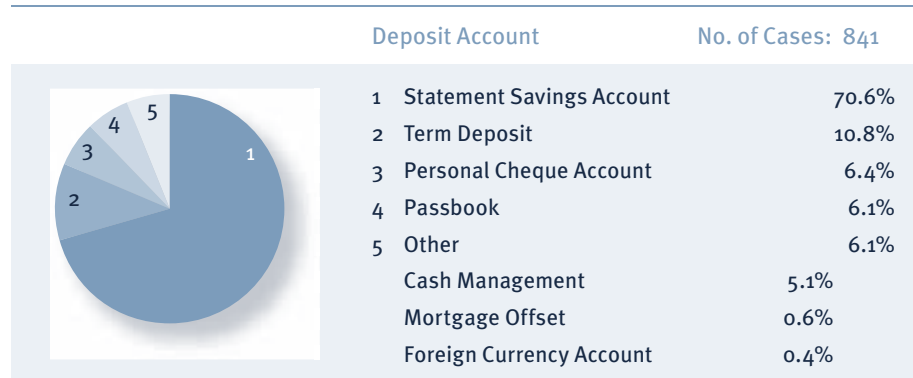 Deposit Account No. of Cases: 841
1 Statement Savings Account 70.6%
2 Term Deposit 10.8%
3 Personal Cheque Account 6.4%
4 Passbook 6.1%
5 Other 6.1%
Cash Management 5.1%
Mortgage Offset 0.6%
Foreign Currency Account 0.4%
5
4
1
3
2